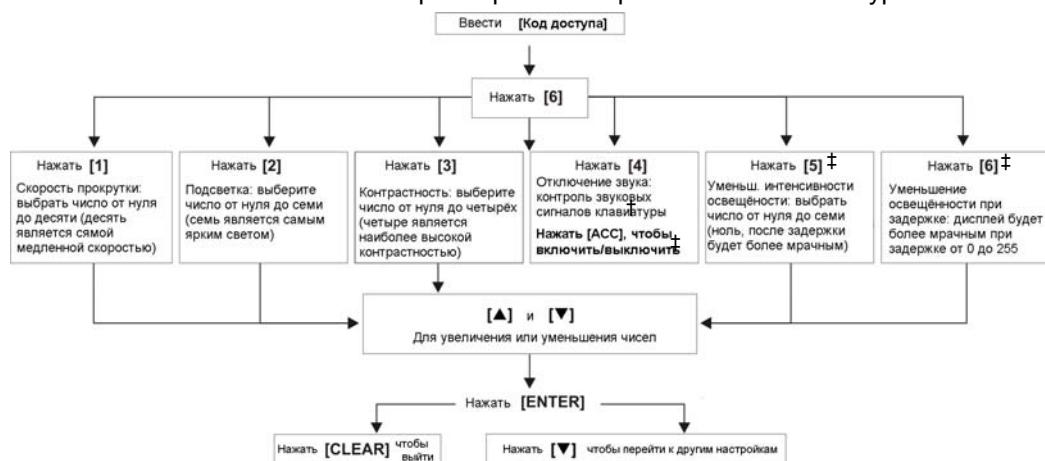 Ввести [Код доступа]
Нажать [6]
Нажать [1]
Скорость прокрутки:
выбрать число от нуля
до десяти (десять
является сямой
медленной скоростью)
Нажать [2]
Подсветка: выберите
число от нуля до семи
(семь является самым
ярким светом)
Нажать [3]
Контрастность: выберите
число от нуля до четырёх
(четыре является
наиболее высокой
контрастностью)
Нажать [4]
Отключение звука:
контроль звуковых
сигналов клавиатуры
Нажать [ACC], чтобы
включить/выключить‡
Нажать [5] ‡
Уменьш. интенсивности
освещёности: выбрать
число от нуля до семи
(ноль, после задержки
будет более мрачным)
Нажать [6] ‡
Уменьшение
освещённости при
задержке: дисплей будет
более мрачным при
задержке от 0 до 255
[▲] и [▼]
Для увеличения или уменьшения чисел
Нажать [ENTER]
Нажать [CLEAR] чтобы
выйти
Нажать [▼] чтобы перейти к другим настройкам